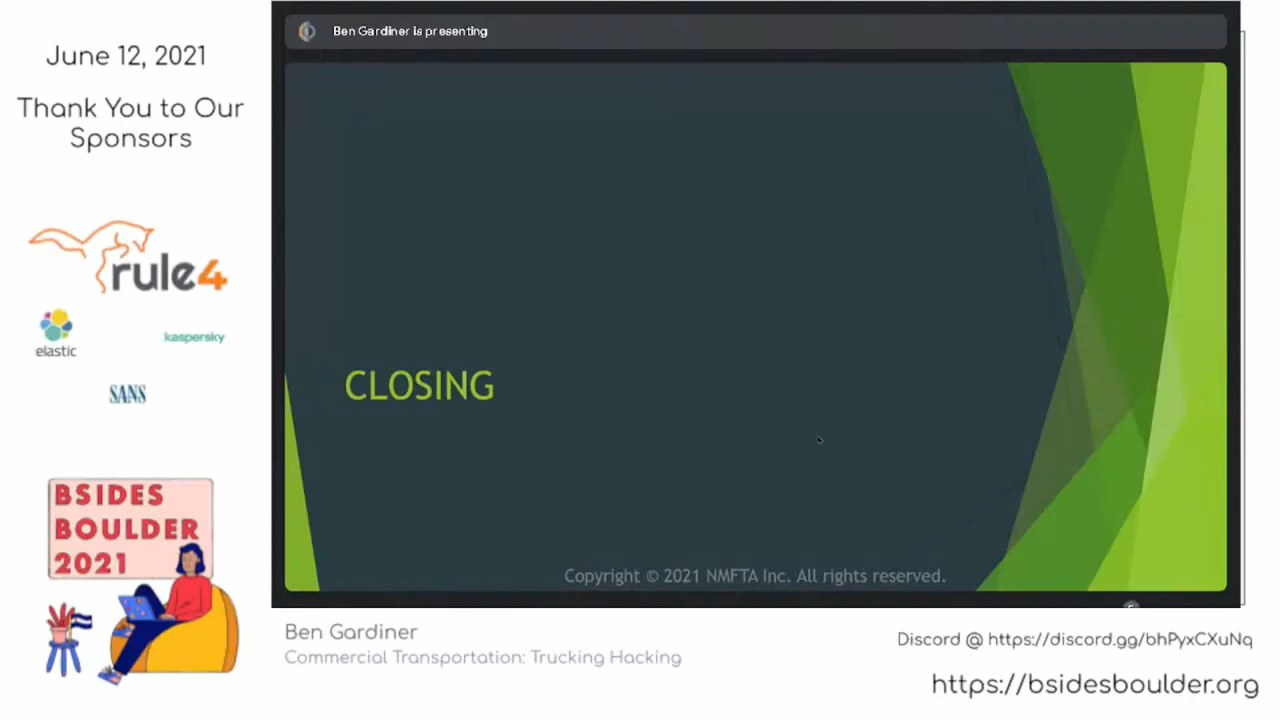 June 12, 2021
Thank You to Our
Sponsors
rule4
elastic
kaspersky
SANS
BSIDES
BOULDER
2021
Ben Gardiner is presenting
CLOSING
Copyright © 2021 NMFTA Inc. All rights reserved.
Ben Gardiner
Commercial Transportation: Trucking Hacking
Discord @ https://discord.gg/bhPyxCXuNq
https://bsidesboulder.org